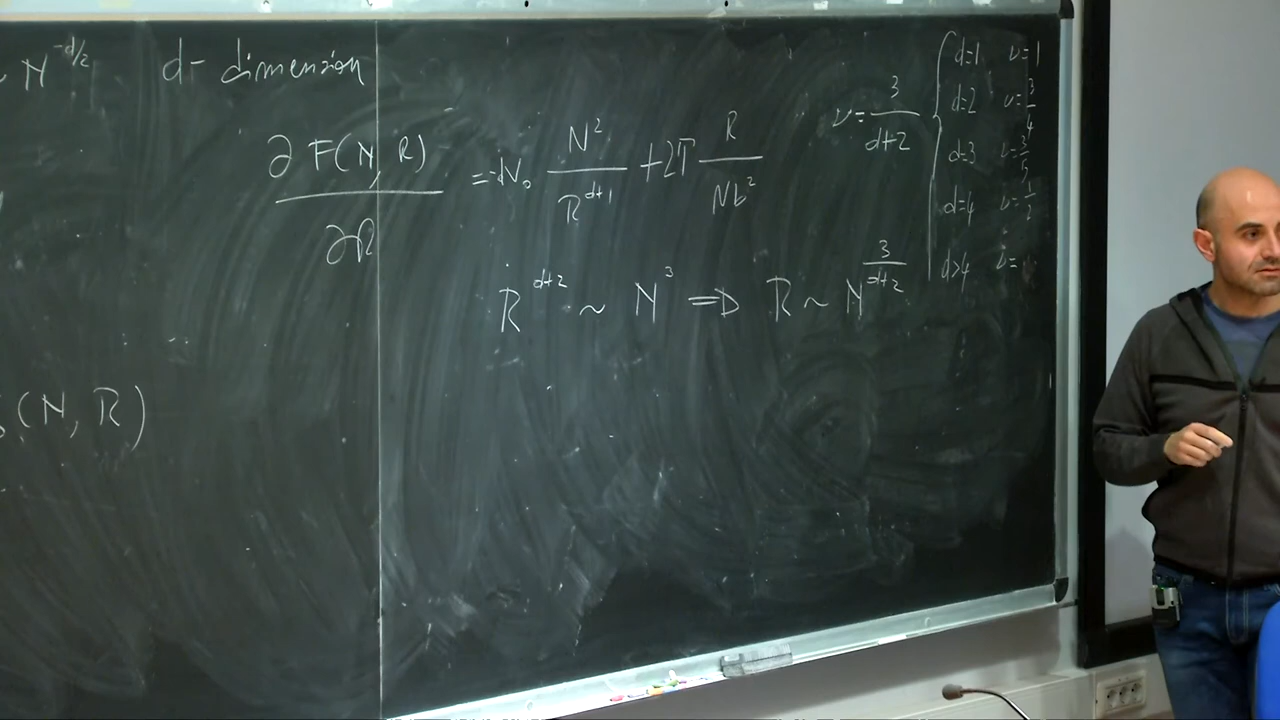 ~ N^{-d/2} d - dimension
∂F(N, R) / ∂R = -V₀ N² / R^{d+1} + 2T R / Nb²
R^{d+2} ~ N³ => R ~ N^{3/d+2}
ν = 3 / d+2
d=1 ν=1
d=2 ν=3/4
d=3 ν=3/5
d=4 ν=1/2
d>4 ν=
S(N, R)